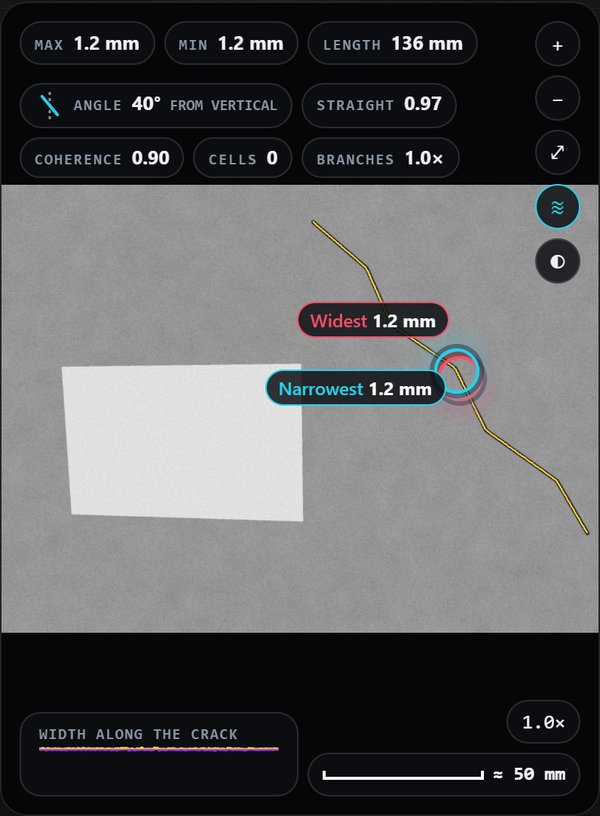 MAX 1.2 mm MIN 1.2 mm LENGTH 136 mm +
ANGLE 40° FROM VERTICAL STRAIGHT 0.97 −
COHERENCE 0.90 CELLS 0 BRANCHES 1.0×
Widest 1.2 mm
Narrowest 1.2 mm
WIDTH ALONG THE CRACK
1.0×
≈ 50 mm